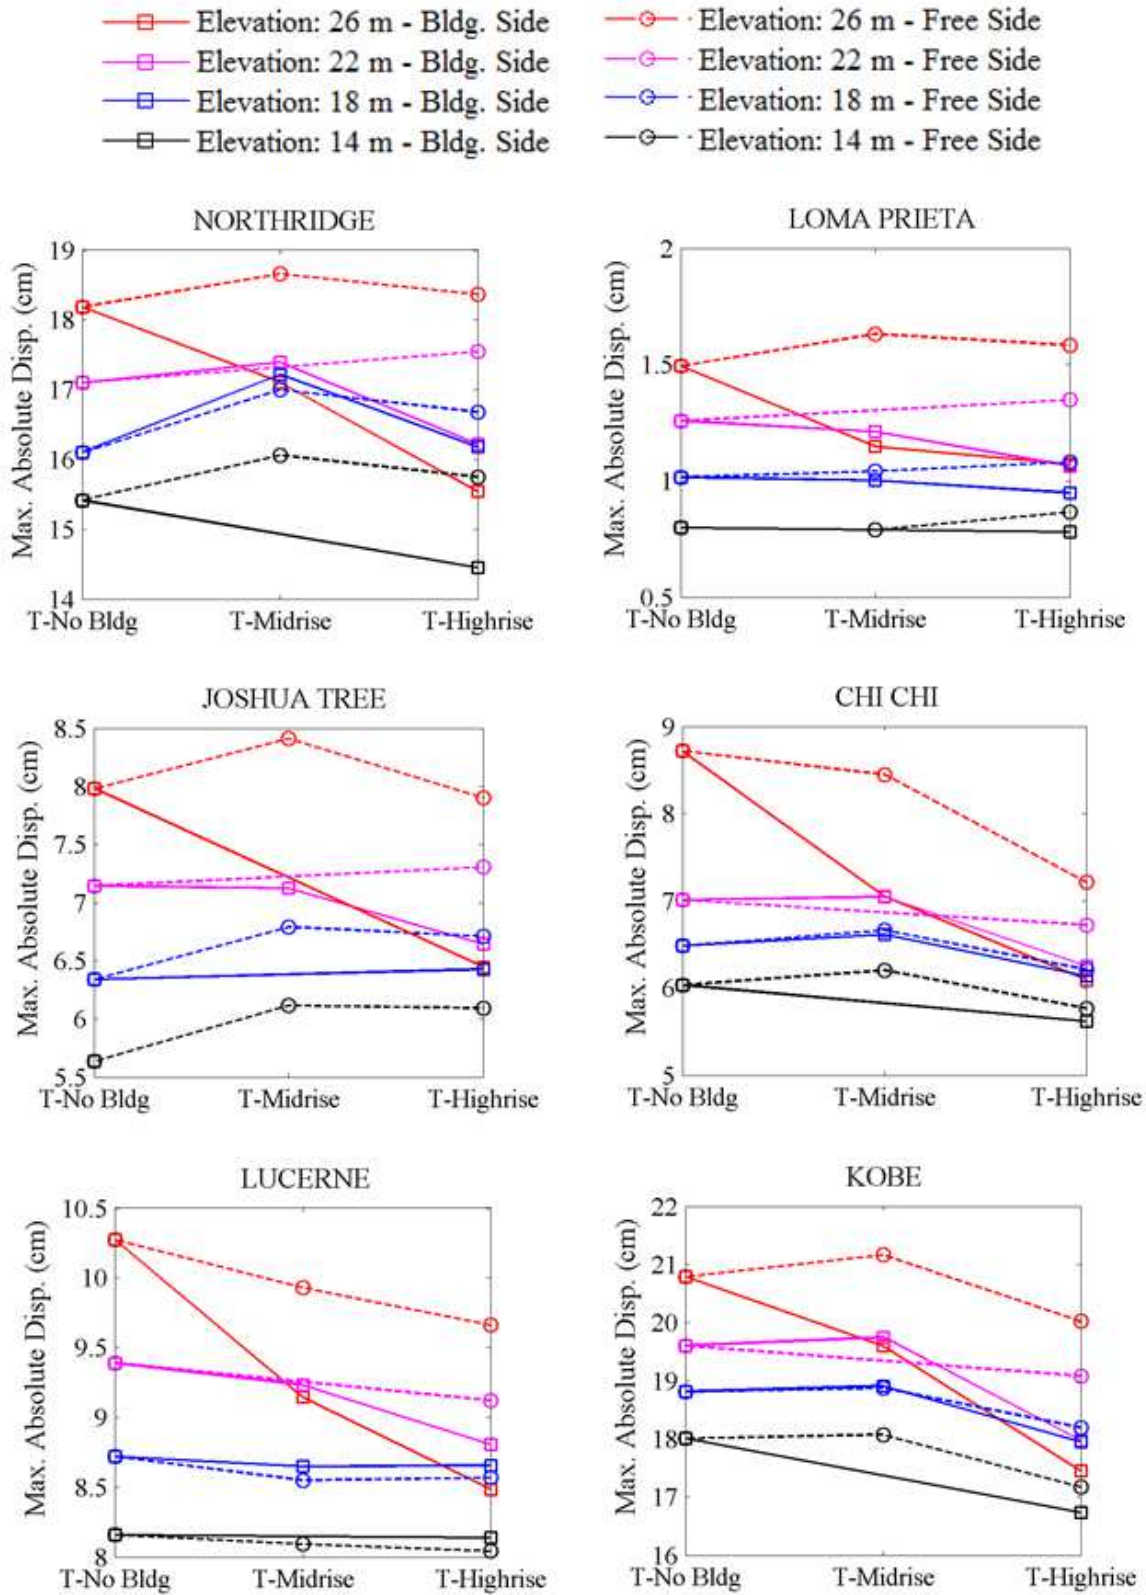 Elevation: 26 m - Bldg. Side
Elevation: 26 m - Free Side
Elevation: 22 m - Bldg. Side
Elevation: 22 m - Free Side
Elevation: 18 m - Bldg. Side
Elevation: 18 m - Free Side
Elevation: 14 m - Bldg. Side
Elevation: 14 m - Free Side
NORTHRIDGE
Max. Absolute Disp. (cm)
19
18
17
16
15
14
T-No Bldg
T-Midrise
T-Highrise
LOMA PRIETA
Max. Absolute Disp. (cm)
2
1.5
1
0.5
T-No Bldg
T-Midrise
T-Highrise
JOSHUA TREE
Max. Absolute Disp. (cm)
8.5
8
7.5
7
6.5
6
5.5
T-No Bldg
T-Midrise
T-Highrise
CHI CHI
Max. Absolute Disp. (cm)
9
8
7
6
5
T-No Bldg
T-Midrise
T-Highrise
LUCERNE
Max. Absolute Disp. (cm)
10.5
10
9.5
9
8.5
8
T-No Bldg
T-Midrise
T-Highrise
KOBE
Max. Absolute Disp. (cm)
22
21
20
19
18
17
16
T-No Bldg
T-Midrise
T-Highrise